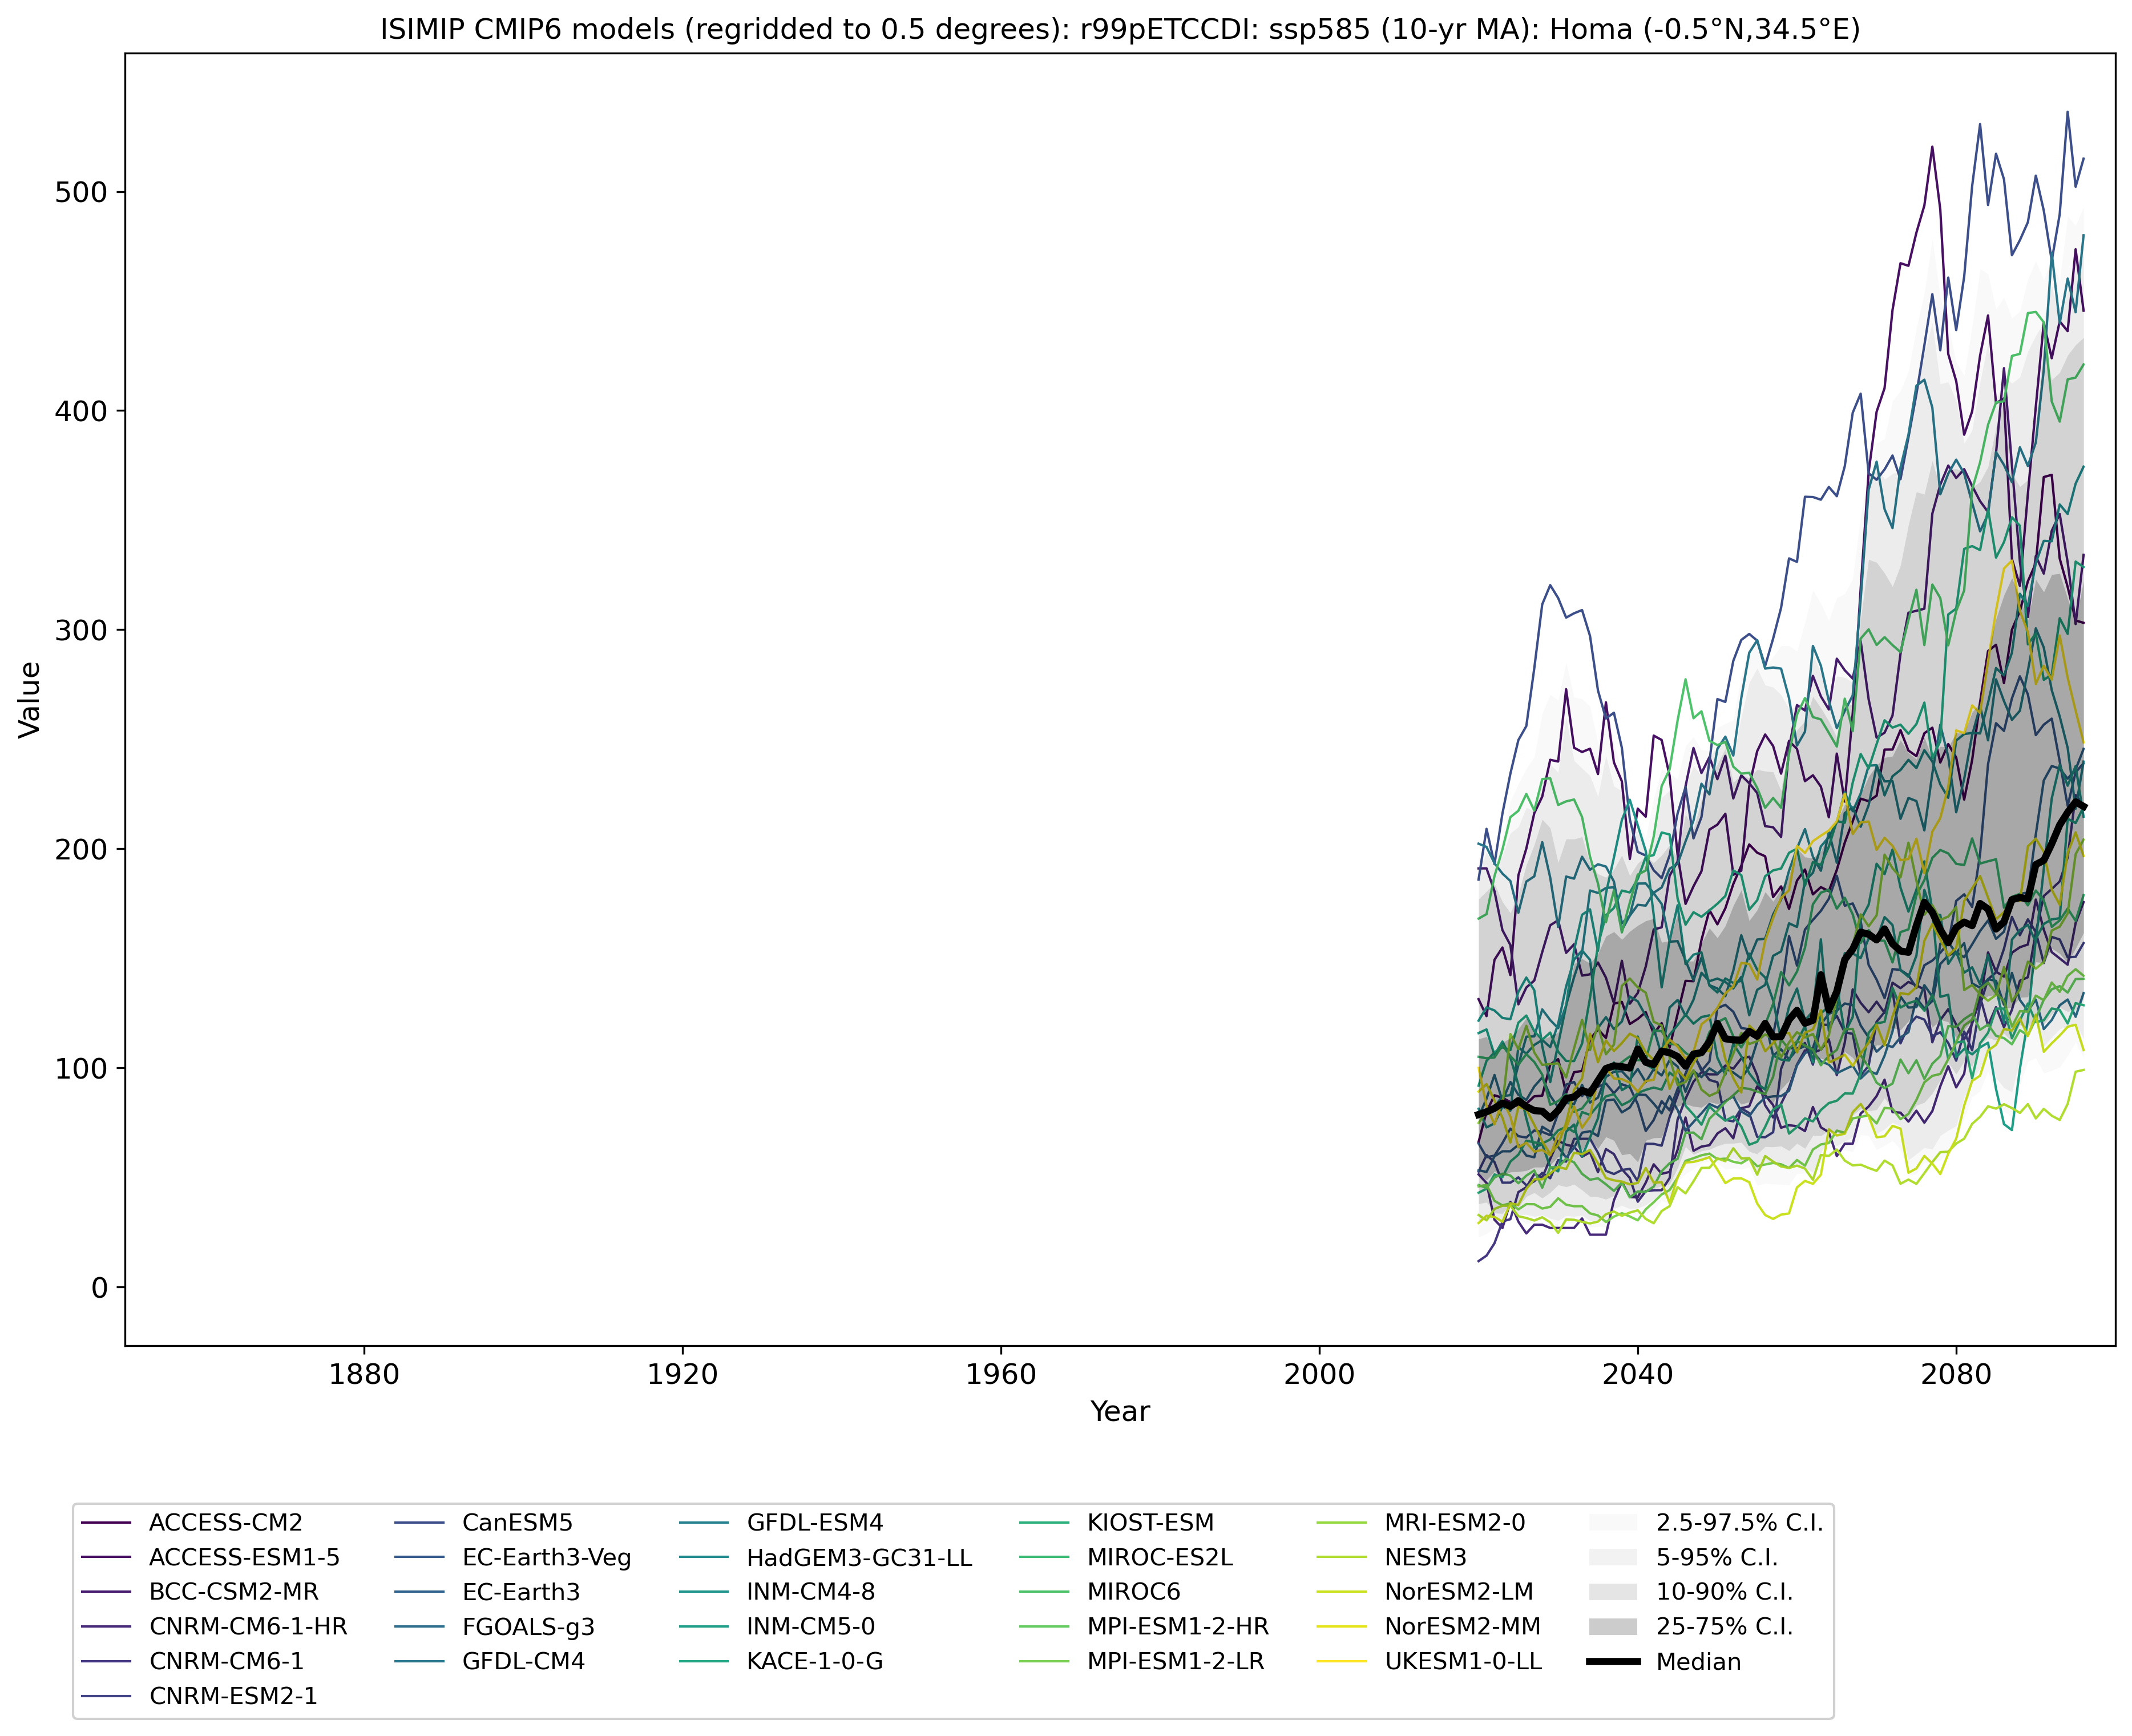 ISIMIP CMIP6 models (regridded to 0.5 degrees): r99pETCCDI: ssp585 (10-yr MA): Homa (-0.5°N,34.5°E)
500
400
300
200
100
0
Value
1880 1920 1960 2000 2040 2080
Year
ACCESS-CM2
ACCESS-ESM1-5
BCC-CSM2-MR
CNRM-CM6-1-HR
CNRM-CM6-1
CNRM-ESM2-1
CanESM5
EC-Earth3-Veg
EC-Earth3
FGOALS-g3
GFDL-CM4
GFDL-ESM4
HadGEM3-GC31-LL
INM-CM4-8
INM-CM5-0
KACE-1-0-G
KIOST-ESM
MIROC-ES2L
MIROC6
MPI-ESM1-2-HR
MPI-ESM1-2-LR
MRI-ESM2-0
NESM3
NorESM2-LM
NorESM2-MM
UKESM1-0-LL
2.5-97.5% C.I.
5-95% C.I.
10-90% C.I.
25-75% C.I.
Median